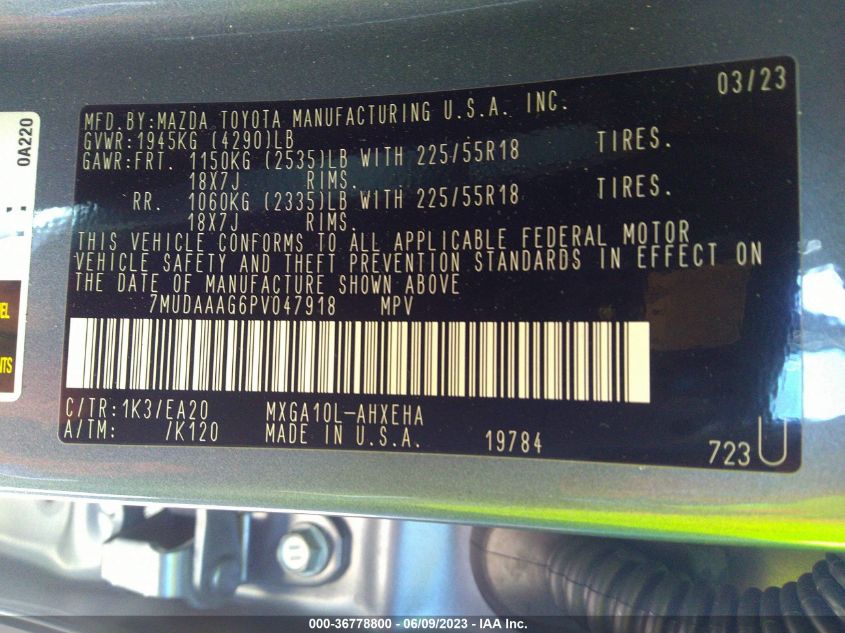 03/23
MFD.BY:MAZDA TOYOTA MANUFACTURING U.S.A. INC.
GVWR:1945KG (4290)LB
GAWR:FRT. 1150KG (2535)LB WITH 225/55R18 TIRES.
18X7J RIMS.
RR. 1060KG (2335)LB WITH 225/55R18 TIRES.
18X7J RIMS.
THIS VEHICLE CONFORMS TO ALL APPLICABLE FEDERAL MOTOR
VEHICLE SAFETY AND THEFT PREVENTION STANDARDS IN EFFECT ON
THE DATE OF MANUFACTURE SHOWN ABOVE
7MUDAAAG6PV047918 MPV
C/TR:1K3/EA20 MXGA10L-AHXEHA
A/TM: /K120 MADE IN U.S.A. 19784
723 U
0A220
000-36778800 - 06/09/2023 - IAA Inc.